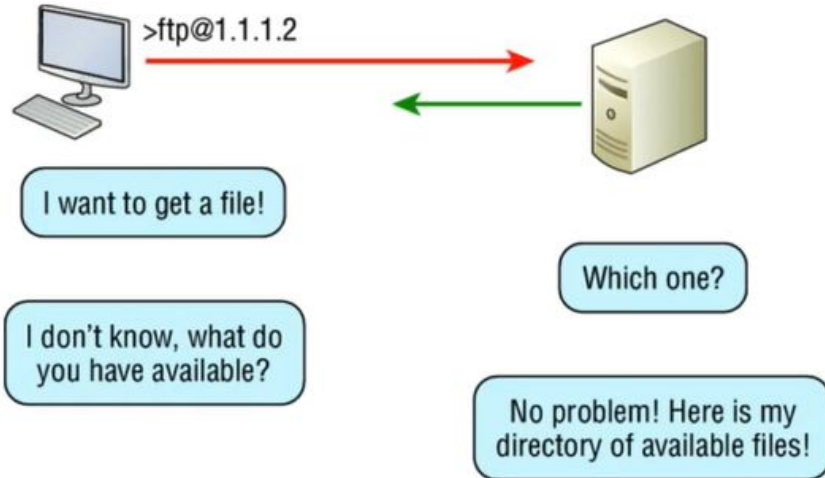 >ftp@1.1.1.2
I want to get a file!
Which one?
I don't know, what do
you have available?
No problem! Here is my
directory of available files!